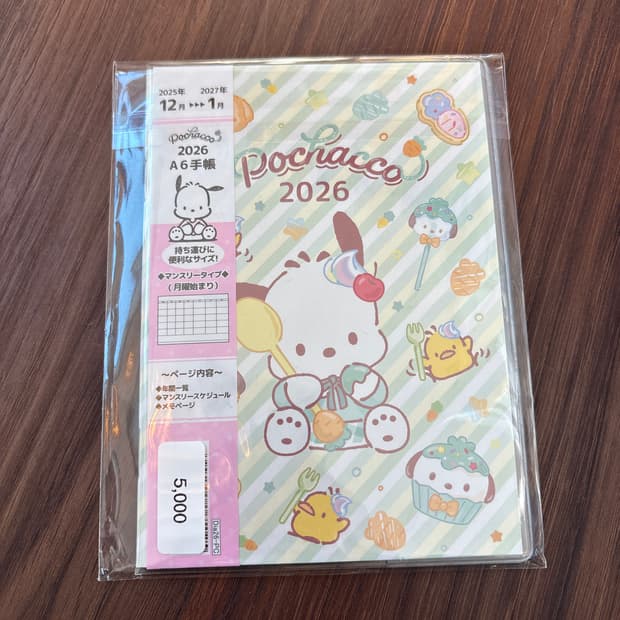 2025年 2027年
12月 ▸▸▸ 1月
Pochacco
2026
A6手帳
持ち運びに
便利なサイズ!
◆マンスリータイプ◆
(月曜始まり)
～ページ内容～
◆年間一覧
◆マンスリースケジュール
◆メモページ
5,000
Dia26-PC
Pochacco
2026